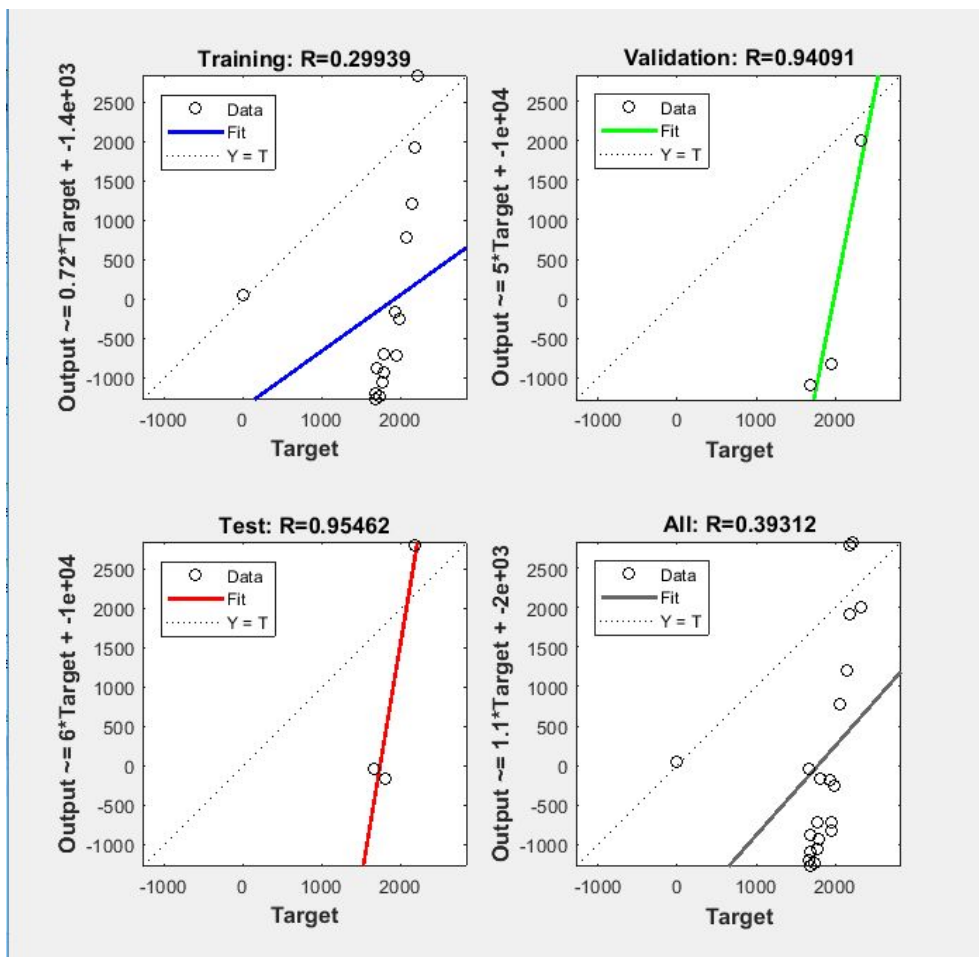 Training: R=0.29939
Output ~= 0.72*Target + -1.4e+03
2500
2000
1500
1000
500
0
-500
-1000
Data
Fit
Y = T
-1000 0 1000 2000
Target
Validation: R=0.94091
Output ~= 5*Target + -1e+04
2500
2000
1500
1000
500
0
-500
-1000
Data
Fit
Y = T
-1000 0 1000 2000
Target
Test: R=0.95462
Output ~= 6*Target + -1e+04
2500
2000
1500
1000
500
0
-500
-1000
Data
Fit
Y = T
-1000 0 1000 2000
Target
All: R=0.39312
Output ~= 1.1*Target + -2e+03
2500
2000
1500
1000
500
0
-500
-1000
Data
Fit
Y = T
-1000 0 1000 2000
Target